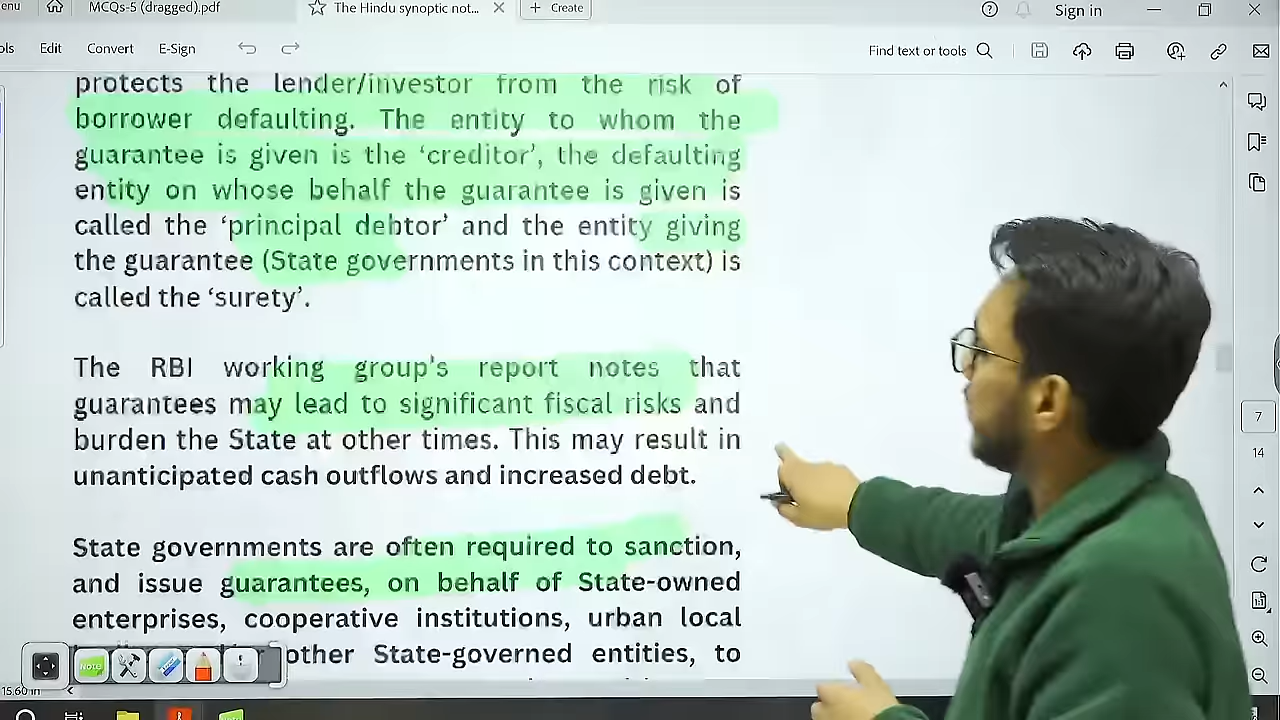 enu
MCQs-5 (dragged).pdf
The Hindu synoptic not...
+ Create
Sign in
ols
Edit
Convert
E-Sign
Find text or tools
protects the lender/investor from the risk of
borrower defaulting. The entity to whom the
guarantee is given is the ‘creditor’, the defaulting
entity on whose behalf the guarantee is given is
called the ‘principal debtor’ and the entity giving
the guarantee (State governments in this context) is
called the ‘surety’.
The RBI working group's report notes that
guarantees may lead to significant fiscal risks and
burden the State at other times. This may result in
unanticipated cash outflows and increased debt.
State governments are often required to sanction,
and issue guarantees, on behalf of State-owned
enterprises, cooperative institutions, urban local
other State-governed entities, to
7
14
NOTE
15.60 in